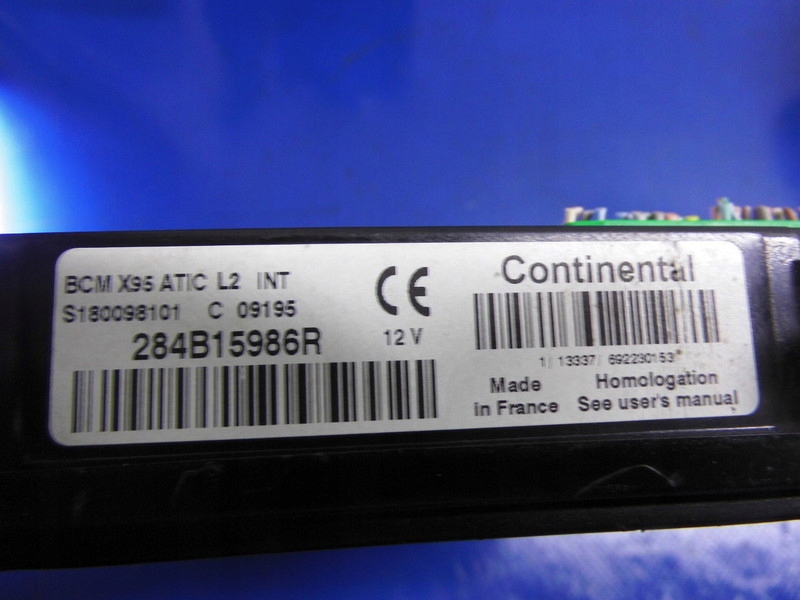 BCM X95 ATIC L2 INT
S180098101 C 09195
284B15986R
CE
12 V
Continental
1/ 13337/ 692230153
Made
in France
Homologation
See user's manual